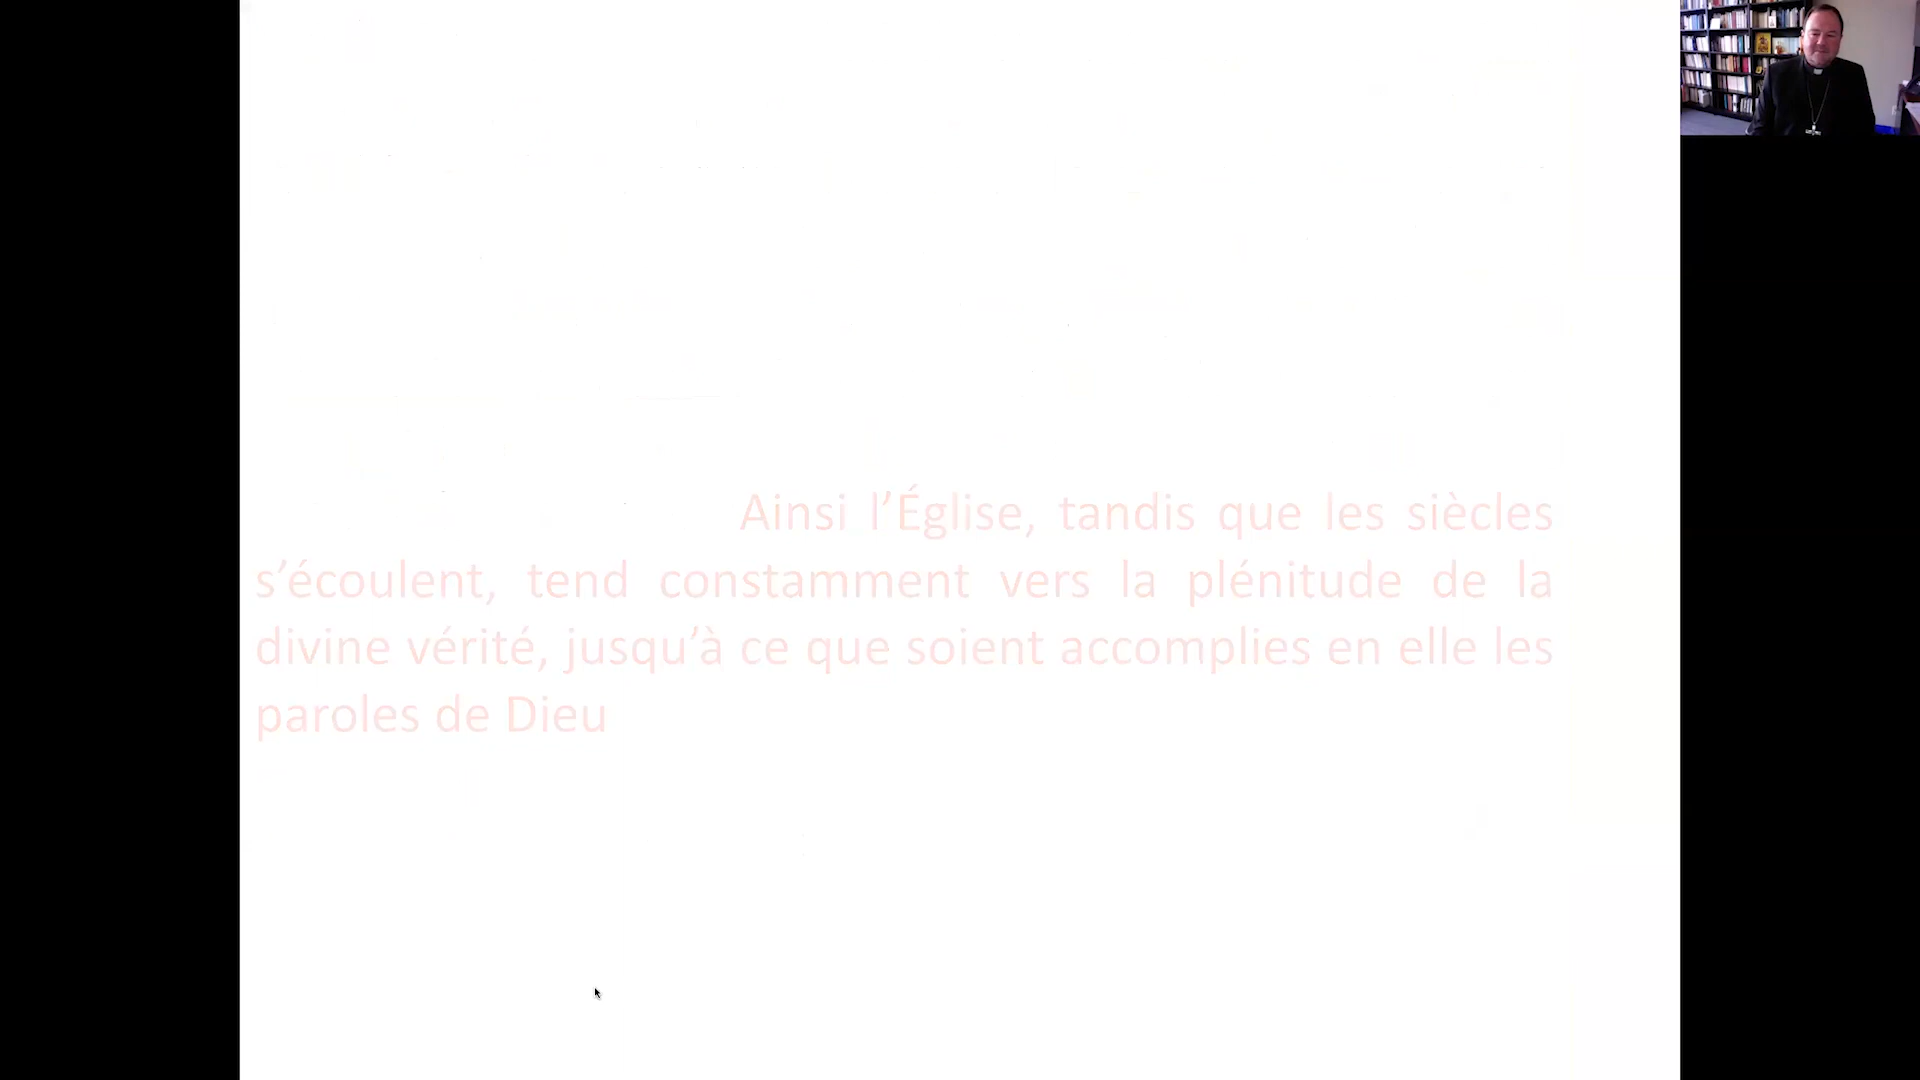 Ainsi l’Église, tandis que les siècles
s’écoulent, tend constamment vers la plénitude de la
divine vérité, jusqu’à ce que soient accomplies en elle les
paroles de Dieu